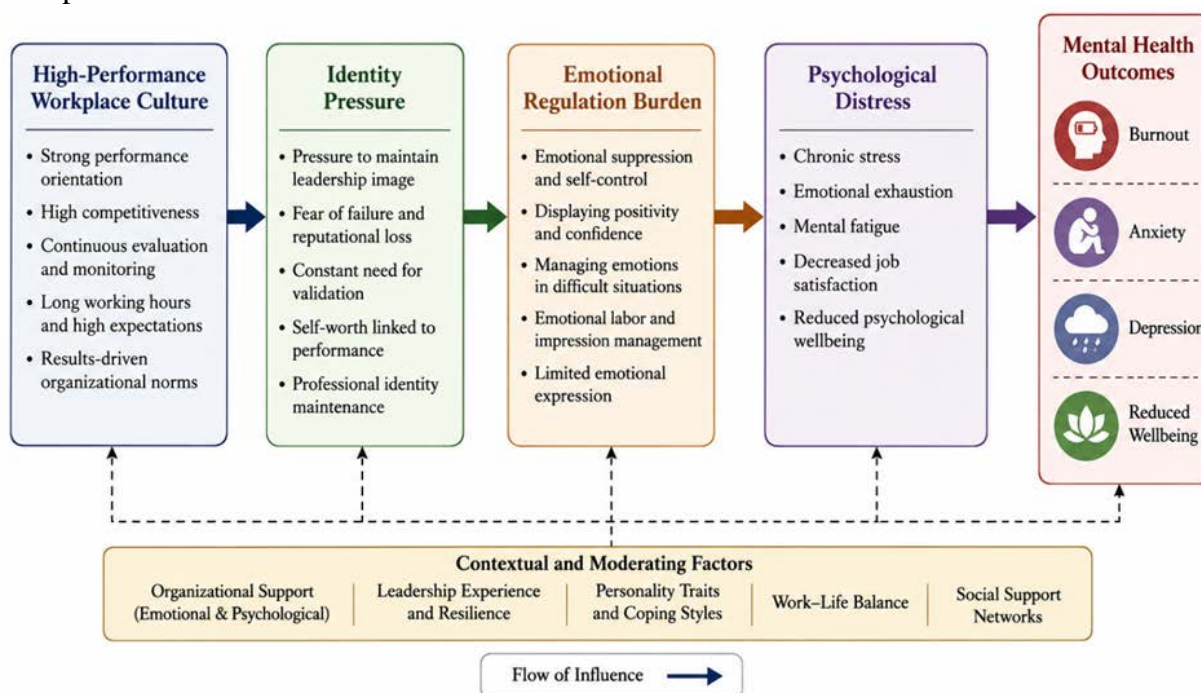 High-Performance
Workplace Culture
• Strong performance
orientation
• High competitiveness
• Continuous evaluation
and monitoring
• Long working hours
and high expectations
• Results-driven
organizational norms
Identity
Pressure
• Pressure to maintain
leadership image
• Fear of failure and
reputational loss
• Constant need for
validation
• Self-worth linked to
performance
• Professional identity
maintenance
Emotional
Regulation Burden
• Emotional suppression
and self-control
• Displaying positivity
and confidence
• Managing emotions
in difficult situations
• Emotional labor and
impression management
• Limited emotional
expression
Psychological
Distress
• Chronic stress
• Emotional exhaustion
• Mental fatigue
• Decreased job
satisfaction
• Reduced psychological
wellbeing
Mental Health
Outcomes
Burnout
Anxiety
Depression
Reduced
Wellbeing
Contextual and Moderating Factors
Organizational Support
(Emotional & Psychological)
Leadership Experience
and Resilience
Personality Traits
and Coping Styles
Work–Life Balance
Social Support
Networks
Flow of Influence